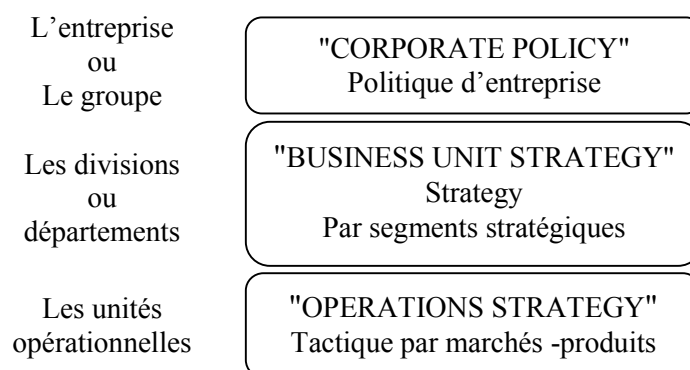 L’entreprise
ou
Le groupe
"CORPORATE POLICY"
Politique d’entreprise
Les divisions
ou
départements
"BUSINESS UNIT STRATEGY"
Strategy
Par segments stratégiques
Les unités
opérationnelles
"OPERATIONS STRATEGY"
Tactique par marchés -produits